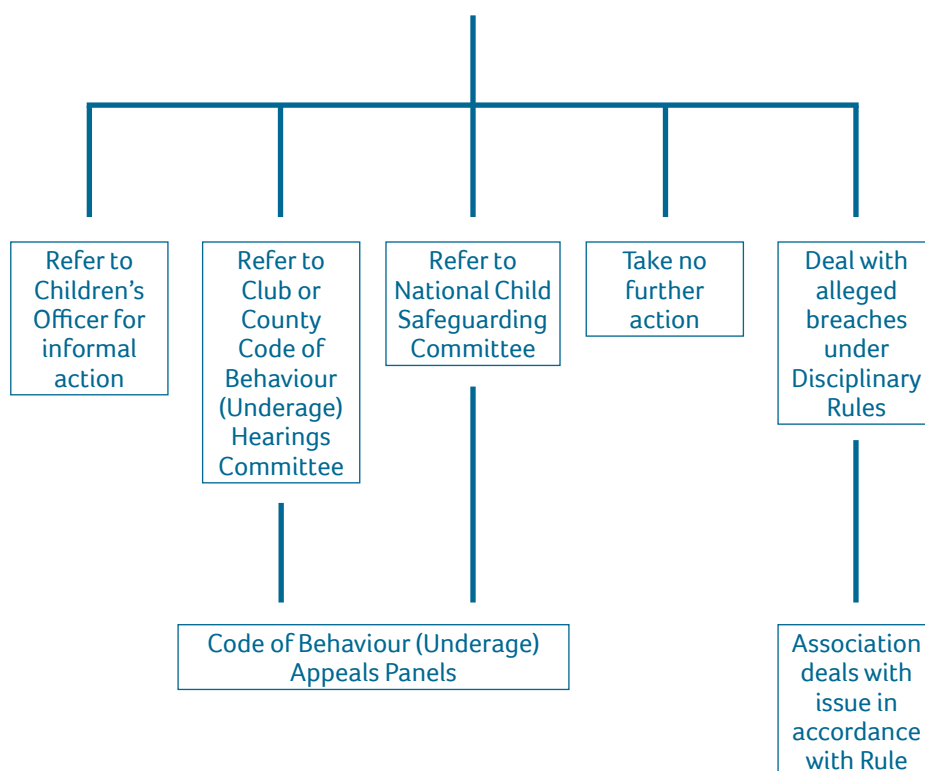 Refer to
Children’s
Officer for
informal
action
Refer to
Club or
County
Code of
Behaviour
(Underage)
Hearings
Committee
Refer to
National Child
Safeguarding
Committee
Take no
further
action
Deal with
alleged
breaches
under
Disciplinary
Rules
Code of Behaviour (Underage)
Appeals Panels
Association
deals with
issue in
accordance
with Rule